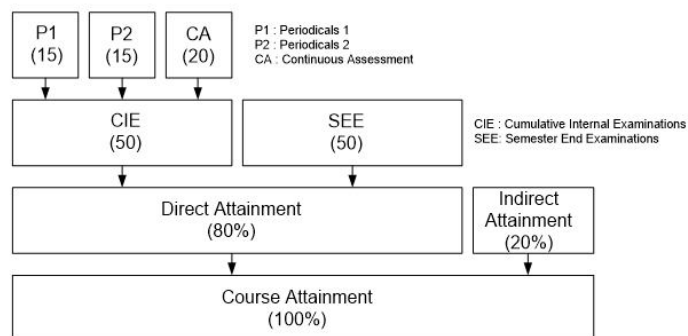 P1
(15)
P2
(15)
CA
(20)
P1 : Periodicals 1
P2 : Periodicals 2
CA : Continuous Assessment
CIE
(50)
SEE
(50)
CIE : Cumulative Internal Examinations
SEE: Semester End Examinations
Direct Attainment
(80%)
Indirect
Attainment
(20%)
Course Attainment
(100%)